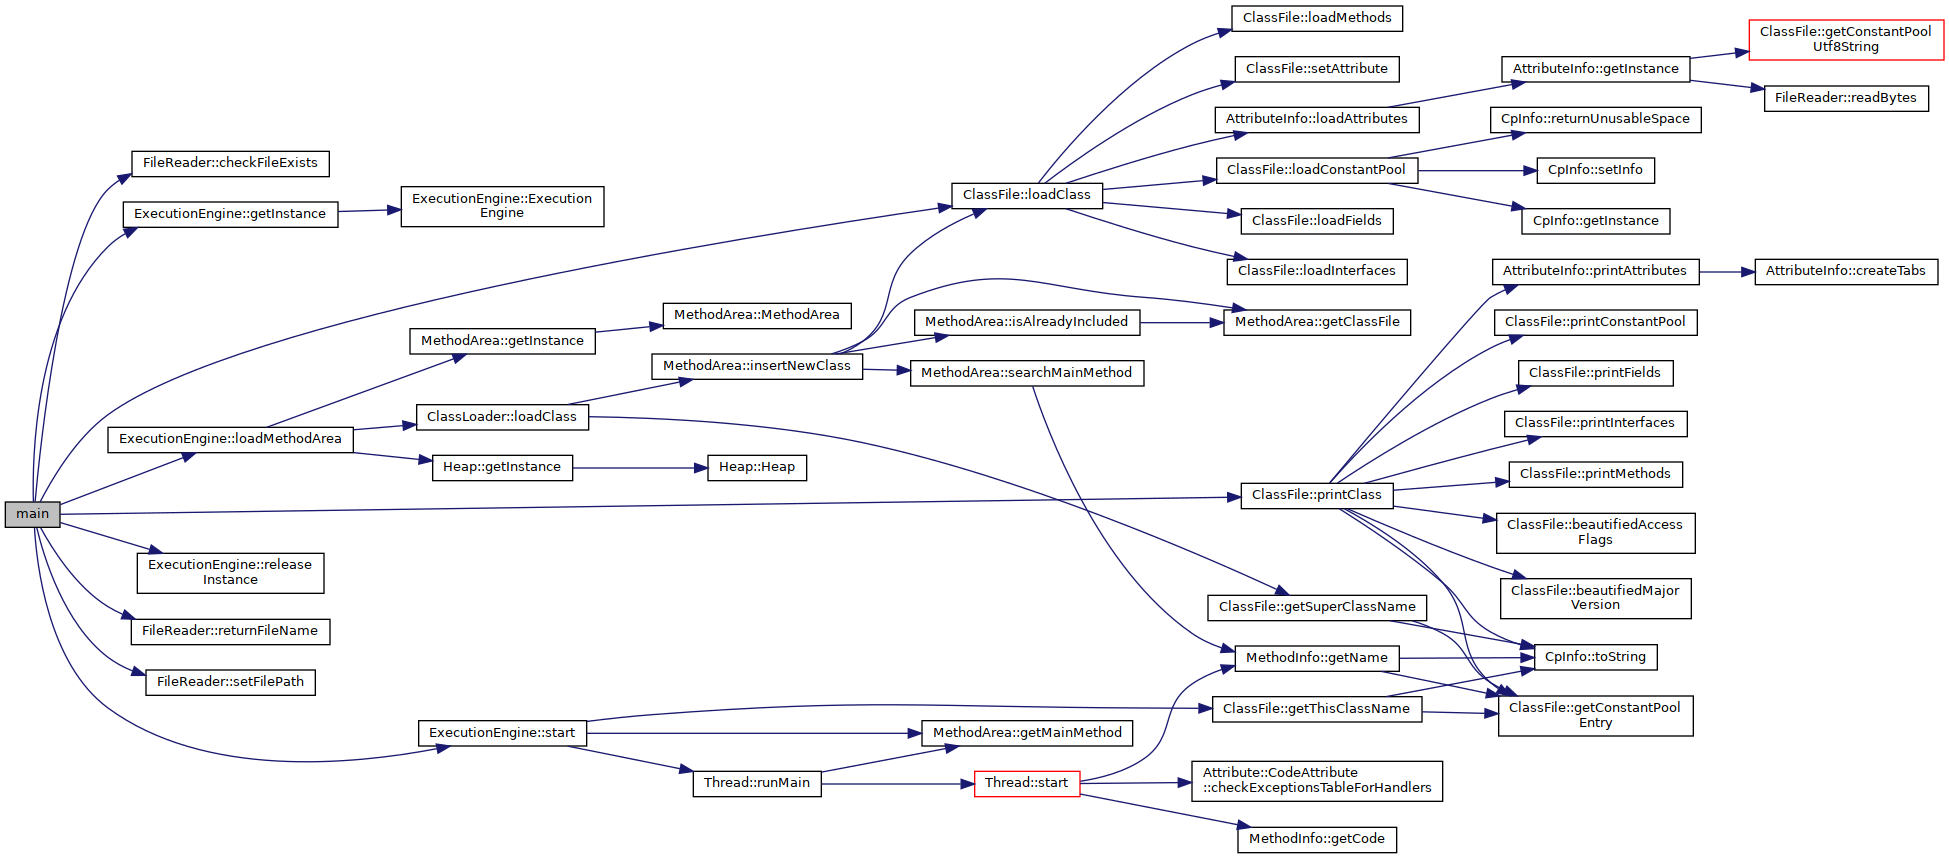 main
FileReader::checkFileExists
ExecutionEngine::getInstance
ExecutionEngine::Execution
Engine
ExecutionEngine::loadMethodArea
MethodArea::getInstance
MethodArea::MethodArea
ClassLoader::loadClass
Heap::getInstance
Heap::Heap
MethodArea::insertNewClass
ExecutionEngine::release
Instance
FileReader::returnFileName
FileReader::setFilePath
ExecutionEngine::start
Thread::runMain
ClassFile::loadClass
MethodArea::isAlreadyIncluded
MethodArea::searchMainMethod
MethodArea::getMainMethod
Thread::start
ClassFile::loadMethods
ClassFile::setAttribute
AttributeInfo::loadAttributes
ClassFile::loadConstantPool
ClassFile::loadFields
ClassFile::loadInterfaces
MethodArea::getClassFile
ClassFile::printClass
ClassFile::getSuperClassName
MethodInfo::getName
ClassFile::getThisClassName
Attribute::CodeAttribute
::checkExceptionsTableForHandlers
MethodInfo::getCode
AttributeInfo::getInstance
CpInfo::returnUnusableSpace
CpInfo::setInfo
CpInfo::getInstance
AttributeInfo::printAttributes
ClassFile::printConstantPool
ClassFile::printFields
ClassFile::printInterfaces
ClassFile::printMethods
ClassFile::beautifiedAccess
Flags
ClassFile::beautifiedMajor
Version
CpInfo::toString
ClassFile::getConstantPool
Entry
ClassFile::getConstantPool
Utf8String
FileReader::readBytes
AttributeInfo::createTabs